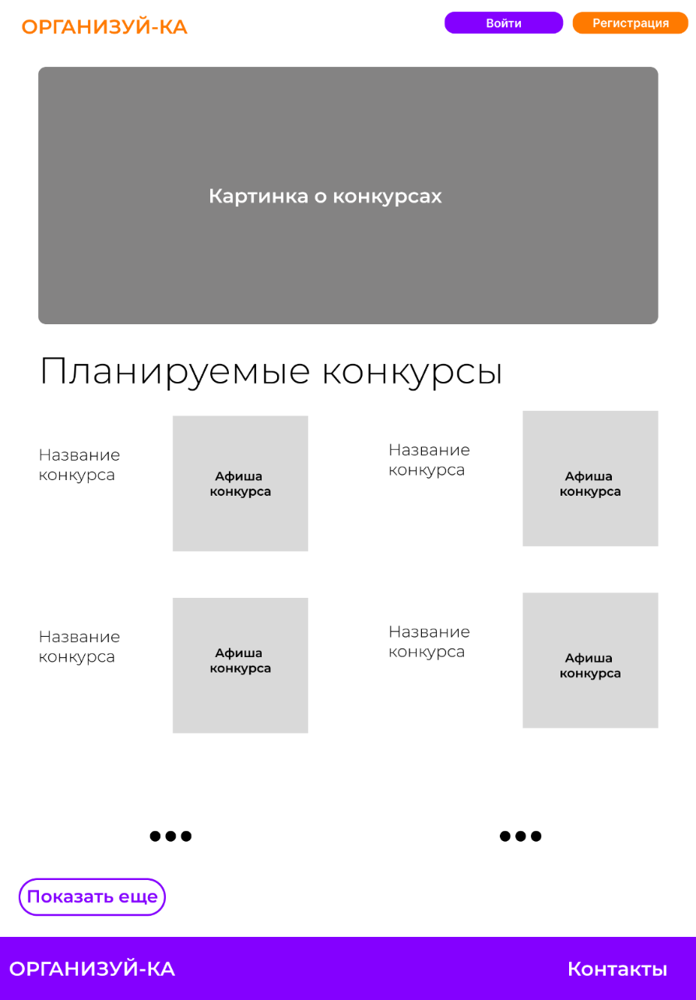 ОРГАНИЗУЙ-КА
Войти
Регистрация
Картинка о конкурсах
Планируемые конкурсы
Название
конкурса
Афиша
конкурса
Название
конкурса
Афиша
конкурса
Название
конкурса
Афиша
конкурса
Название
конкурса
Афиша
конкурса
Показать еще
ОРГАНИЗУЙ-КА
Контакты